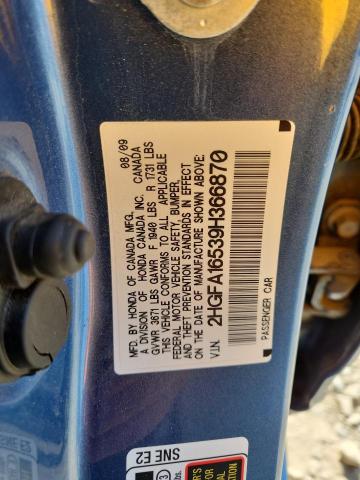 MFD. BY HONDA OF CANADA MFG. 08/09
A DIVISION OF HONDA CANADA INC. CANADA
GVWR 3671 LBS GAWR F 1940 LBS R 1731 LBS
THIS VEHICLE CONFORMS TO ALL APPLICABLE
FEDERAL MOTOR VEHICLE SAFETY, BUMPER,
AND THEFT PREVENTION STANDARDS IN EFFECT
ON THE DATE OF MANUFACTURE SHOWN ABOVE.
V.I.N. 2HGFA16539H366870
PASSENGER CAR
SNE E2